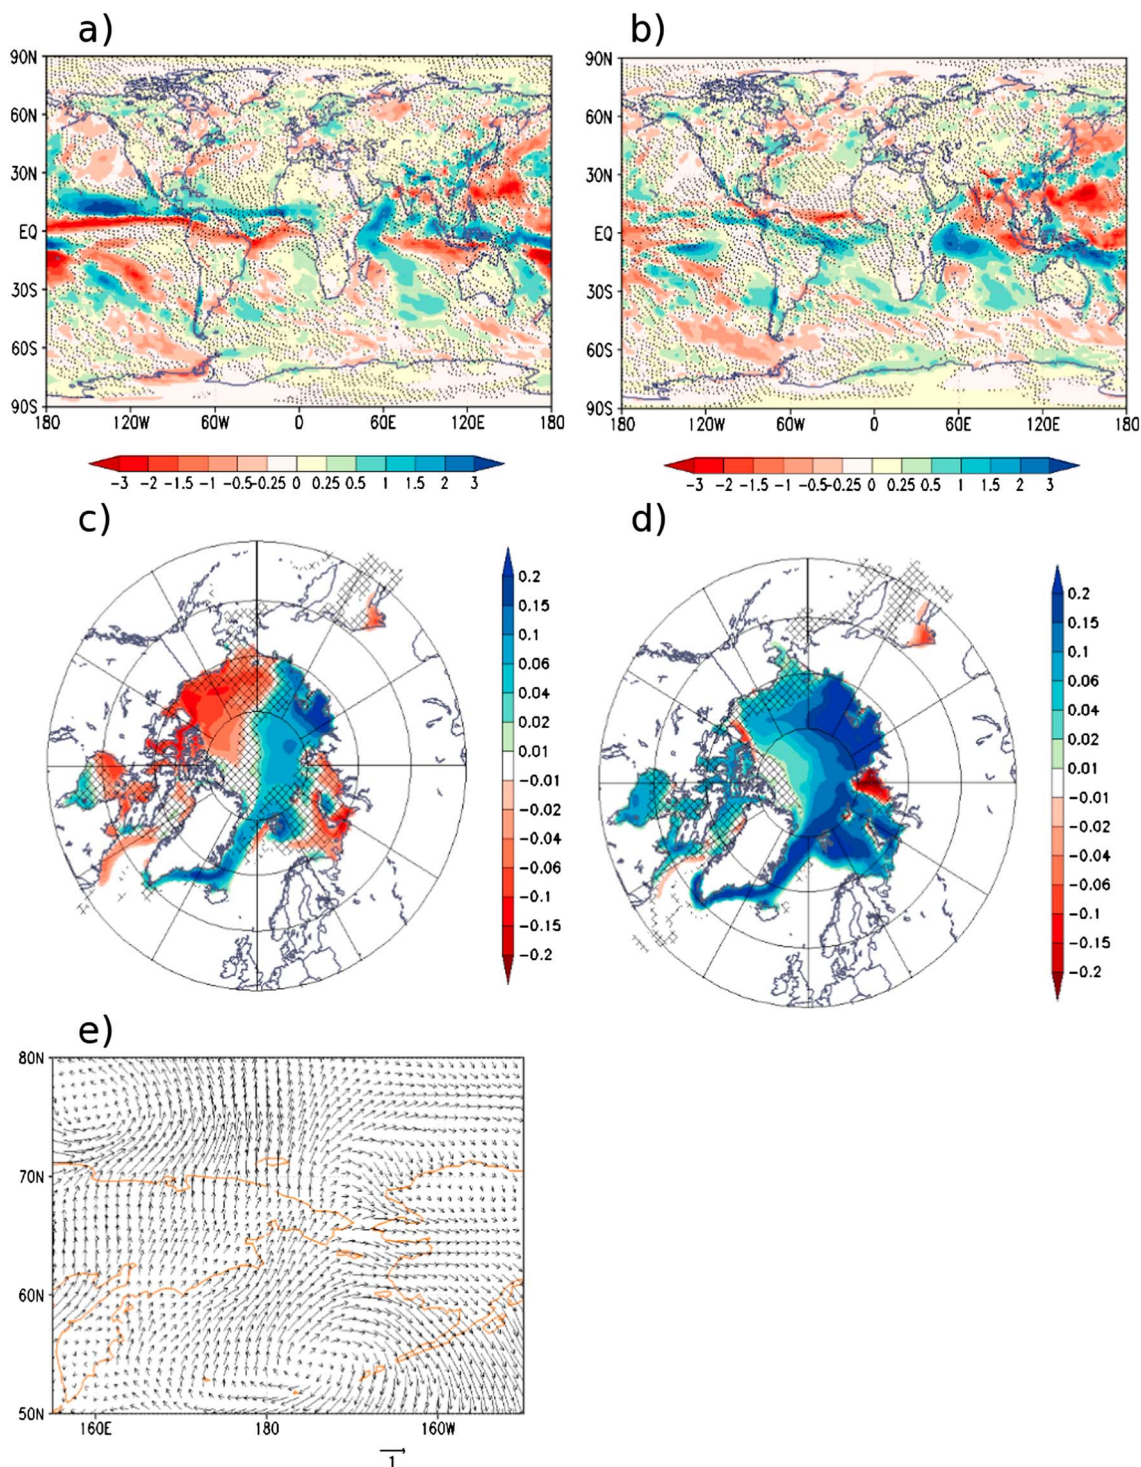 a) b)
90N 90N
60N 60N
30N 30N
EQ EQ
30S 30S
60S 60S
90S 90S
180 120W 60W 0 60E 120E 180 180 120W 60W 0 60E 120E 180
-3 -2 -1.5 -1 -0.5 -0.25 0 0.25 0.5 1 1.5 2 3 -3 -2 -1.5 -1 -0.5 -0.25 0 0.25 0.5 1 1.5 2 3
c) d)
0.2 0.2
0.15 0.15
0.1 0.1
0.06 0.06
0.04 0.04
0.02 0.02
0.01 0.01
-0.01 -0.01
-0.02 -0.02
-0.04 -0.04
-0.06 -0.06
-0.1 -0.1
-0.15 -0.15
-0.2 -0.2
e)
80N
70N
60N
50N
160E 180 160W
1